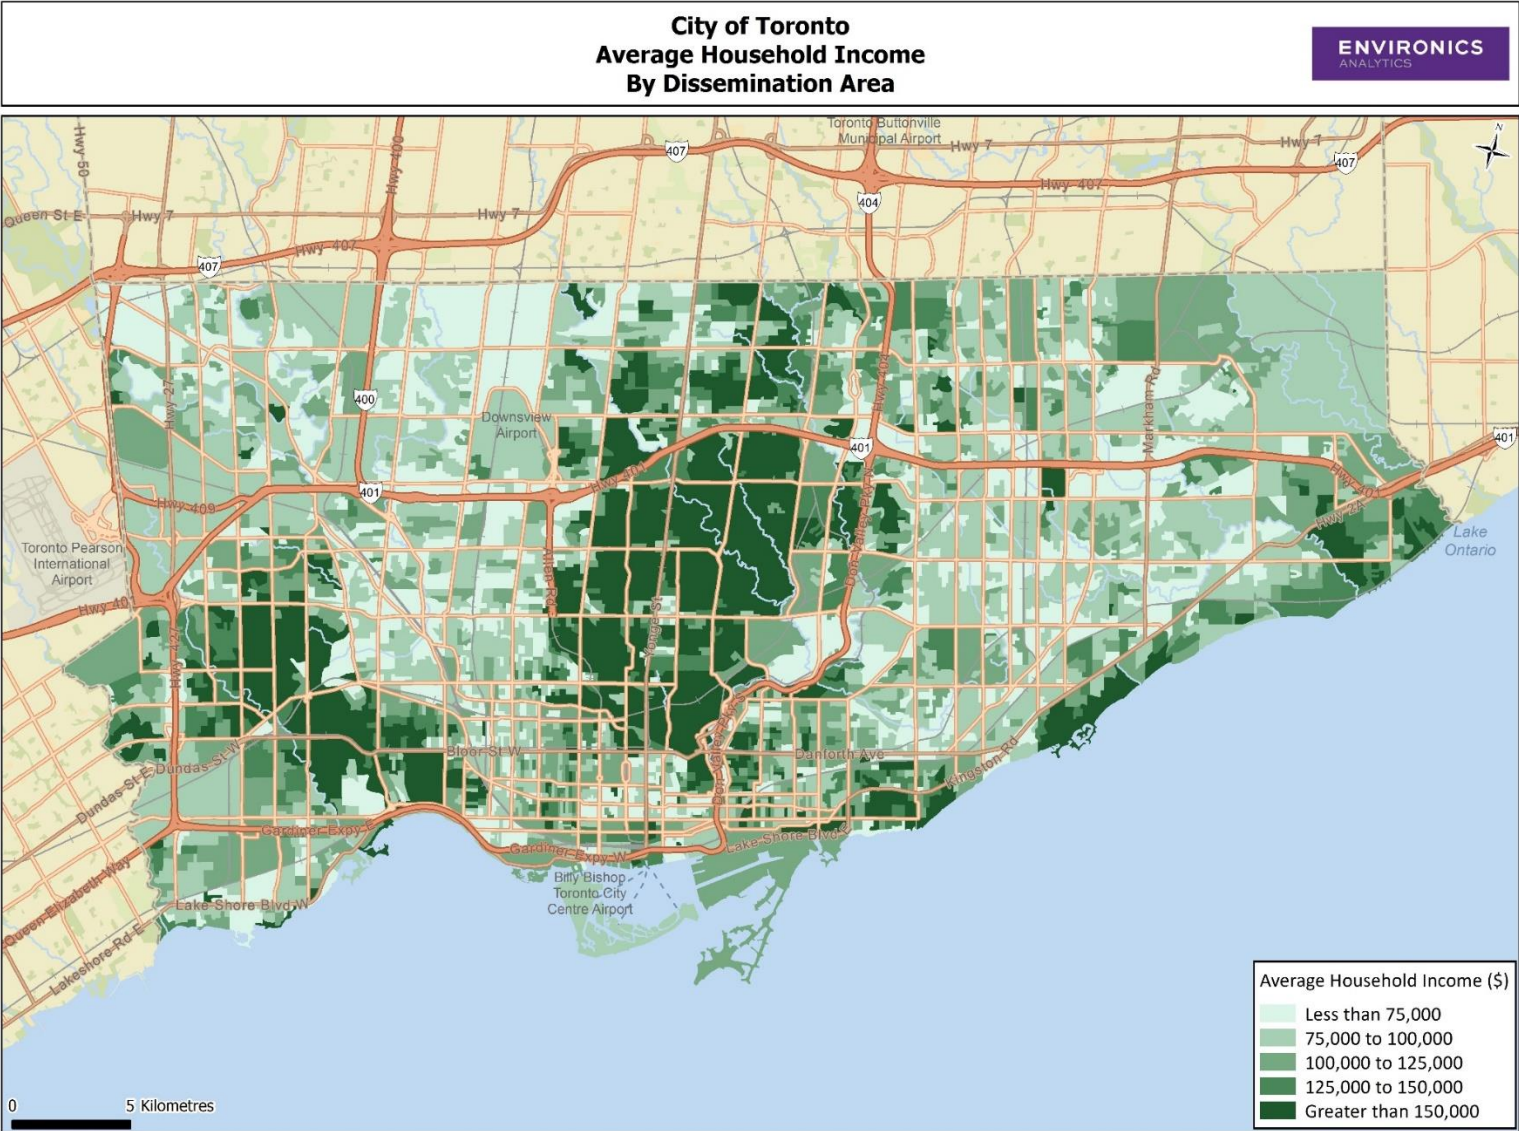 City of Toronto
Average Household Income
By Dissemination Area
ENVIRONICS
ANALYTICS
Toronto Buttonville
Municipal Airport
Hwy 7
Hwy 7
407
407
Hwy 407
404
Hwy 50
Hwy 400
Queen St E
Hwy 7
Hwy 7
Hwy 407
407
N
Hwy 27
400
Downsview
Airport
Hwy 404
Markham Rd
401
401
Hwy 401
401
Hwy 409
Hwy 401
Hwy 2A
Lake
Ontario
Toronto Pearson
International
Airport
Hwy 401
Allen Rd
Don Valley Pky N
Yonge St
Hwy 427
Bloor St W
Danforth Ave
Kingston Rd
Dundas St W
Dundas St E
Don Valley Pky
Gardiner Expy E
Gardiner Expy W
Lake Shore Blvd E
Queen Elizabeth Way
Billy Bishop
Toronto City
Centre Airport
Lake Shore Blvd W
Lakeshore Rd E
Average Household Income ($)
Less than 75,000
75,000 to 100,000
100,000 to 125,000
125,000 to 150,000
Greater than 150,000
0 5 Kilometres